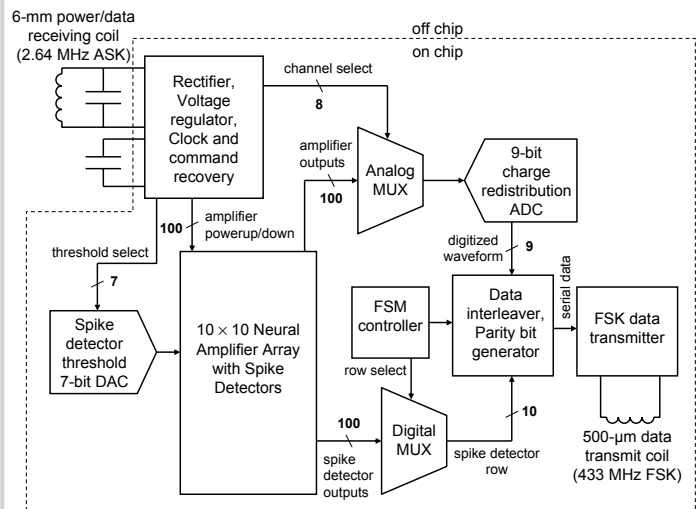 6-mm power/data
receiving coil
(2.64 MHz ASK)
off chip
on chip
Rectifier,
Voltage
regulator,
Clock and
command
recovery
channel select
8
amplifier
outputs
100
Analog
MUX
9-bit
charge
redistribution
ADC
100
amplifier
powerup/down
threshold select
7
digitized
waveform
9
Spike
detector
threshold
7-bit DAC
10 × 10 Neural
Amplifier Array
with Spike
Detectors
FSM
controller
row select
Data
interleaver,
Parity bit
generator
serial data
FSK data
transmitter
100
spike
detector
outputs
Digital
MUX
10
spike detector
row
500-μm data
transmit coil
(433 MHz FSK)